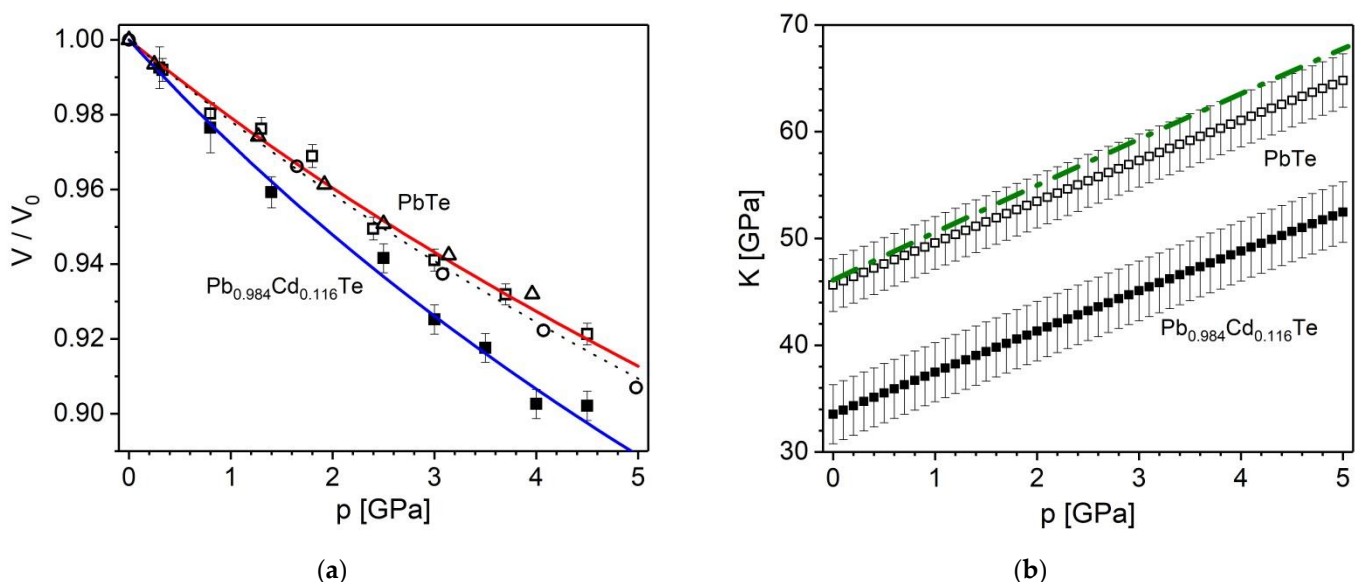 1.00
0.98
0.96
0.94
0.92
0.90
V / V0
PbTe
Pb0.984Cd0.116Te
0 1 2 3 4 5
p [GPa]
(a)
70
60
50
40
30
K [GPa]
PbTe
Pb0.984Cd0.116Te
0 1 2 3 4 5
p [GPa]
(b)